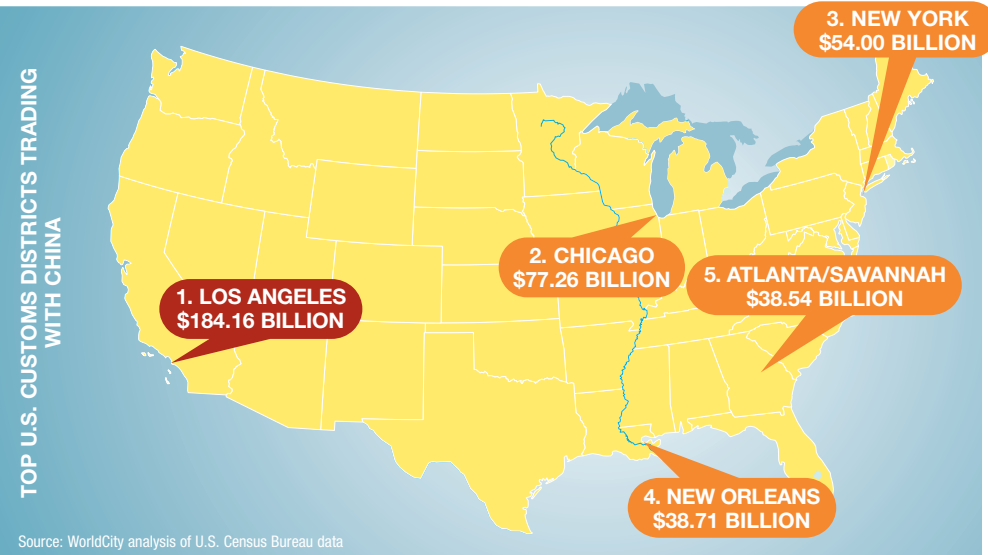 TOP U.S. CUSTOMS DISTRICTS TRADING
WITH CHINA
3. NEW YORK
$54.00 BILLION
2. CHICAGO
$77.26 BILLION
5. ATLANTA/SAVANNAH
$38.54 BILLION
1. LOS ANGELES
$184.16 BILLION
4. NEW ORLEANS
$38.71 BILLION
Source: WorldCity analysis of U.S. Census Bureau data